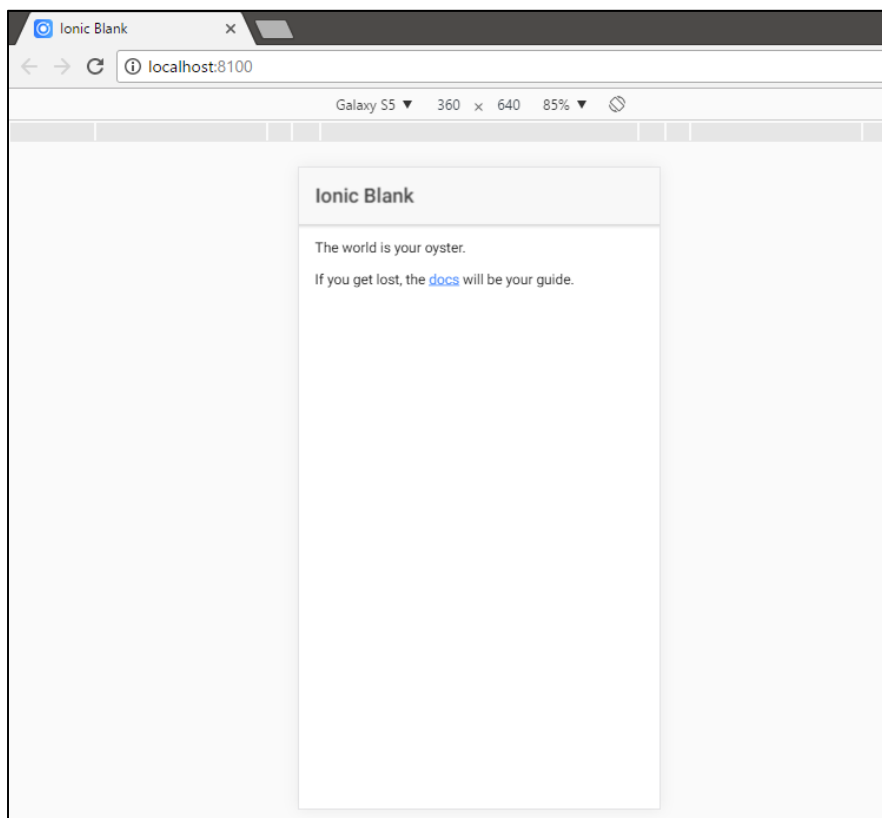 Ionic Blank
localhost:8100
Galaxy S5 ▼ 360 × 640 85% ▼
Ionic Blank
The world is your oyster.
If you get lost, the docs will be your guide.